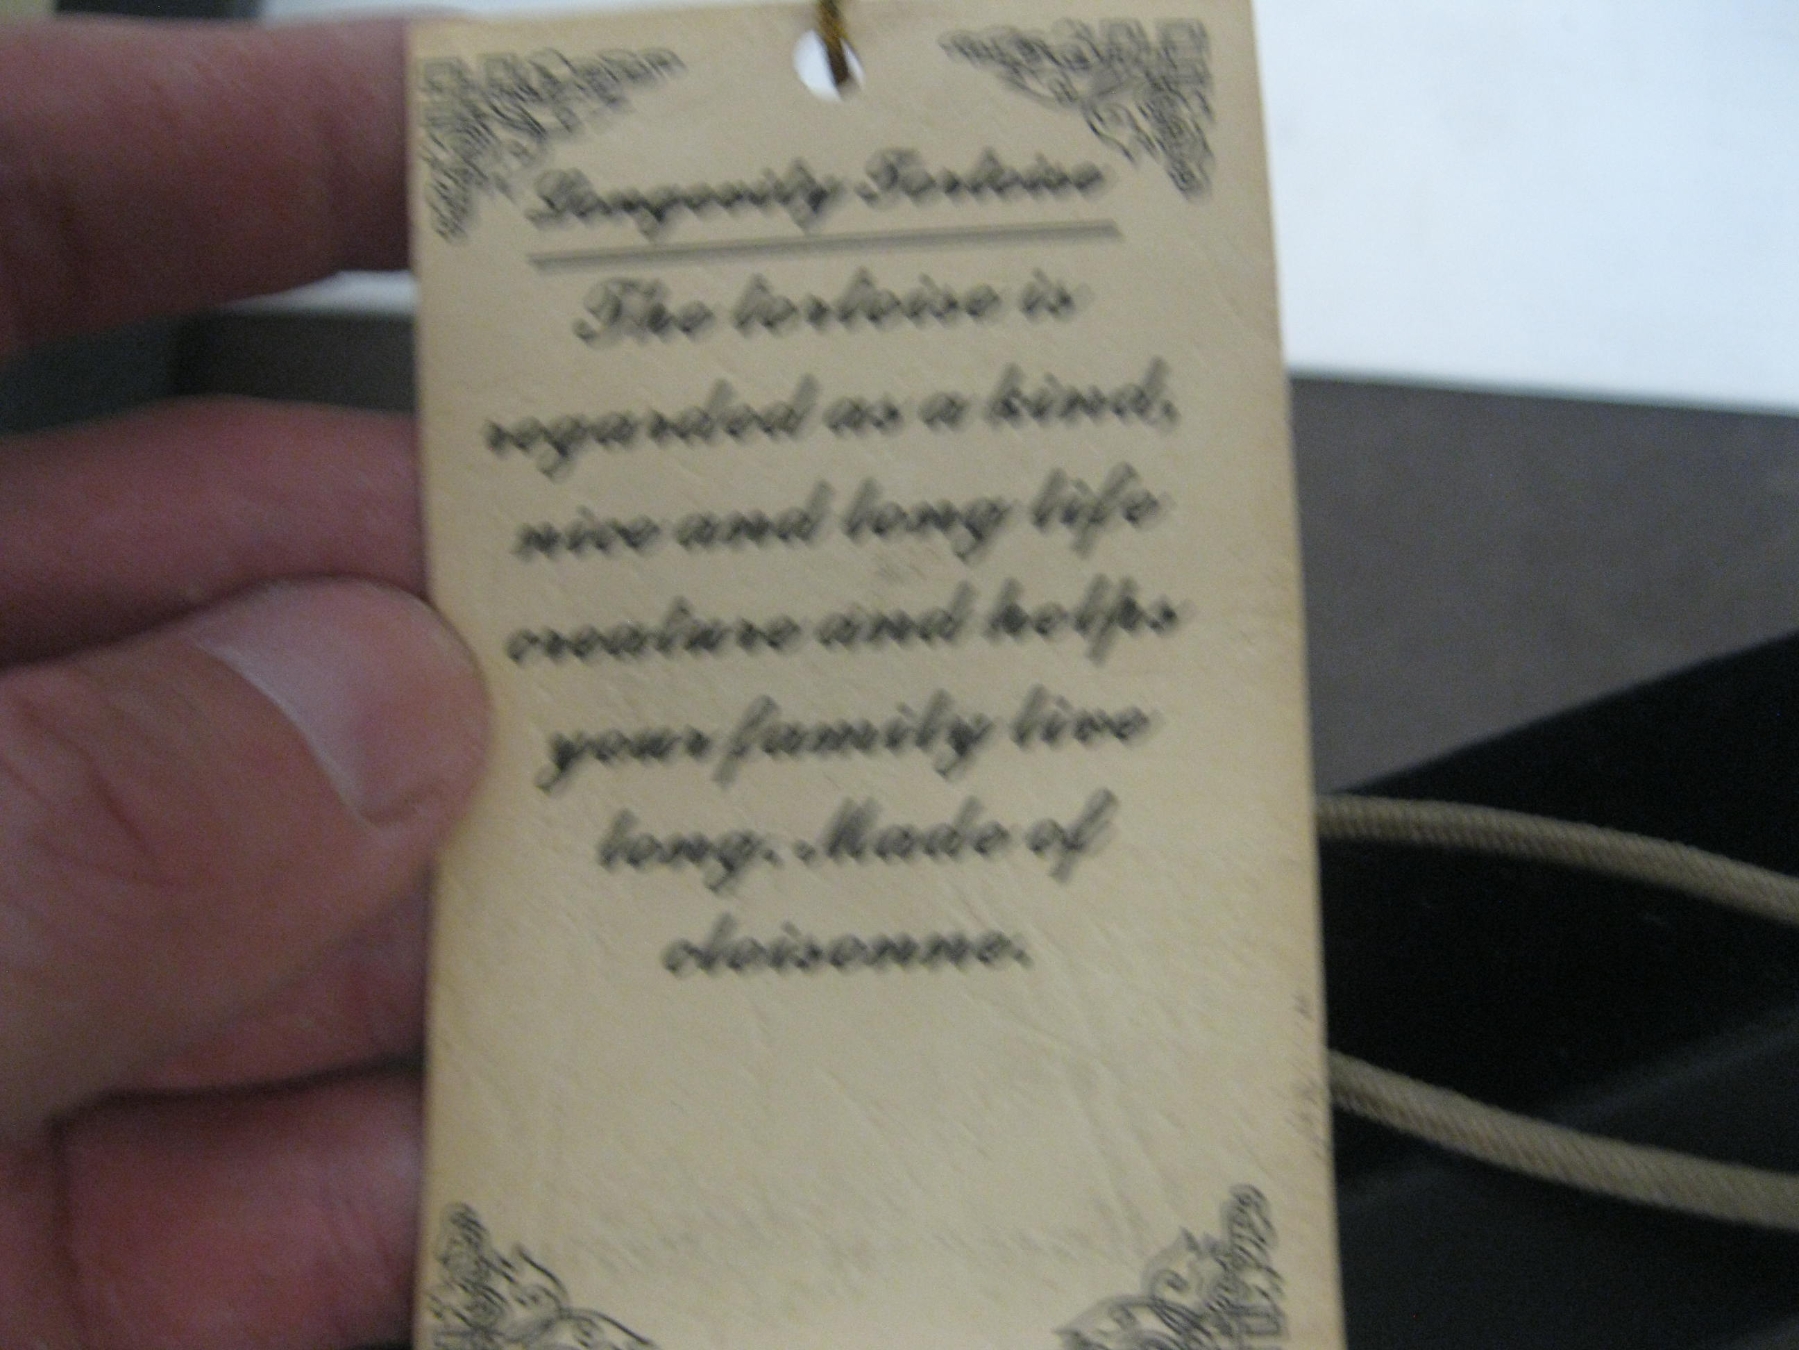 Longevity Tortoise
The tortoise is
regarded as a kind,
nice and long life
creature and helps
your family live
long. Made of
cloisonne.